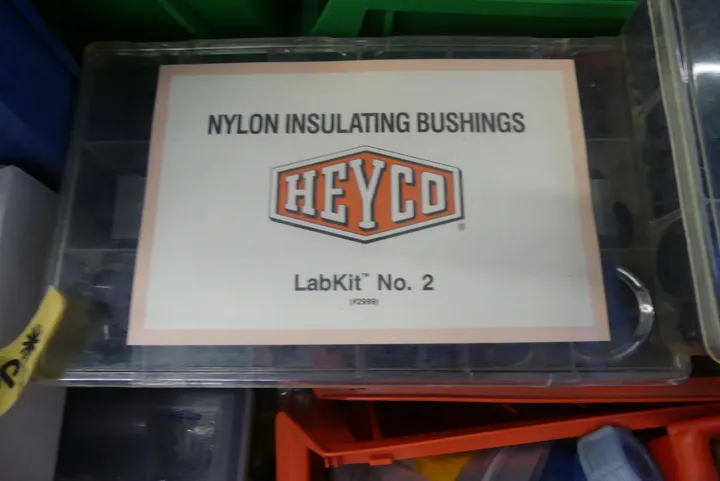 NYLON INSULATING BUSHINGS
HEYCO®
LabKit™ No. 2
(#2999)